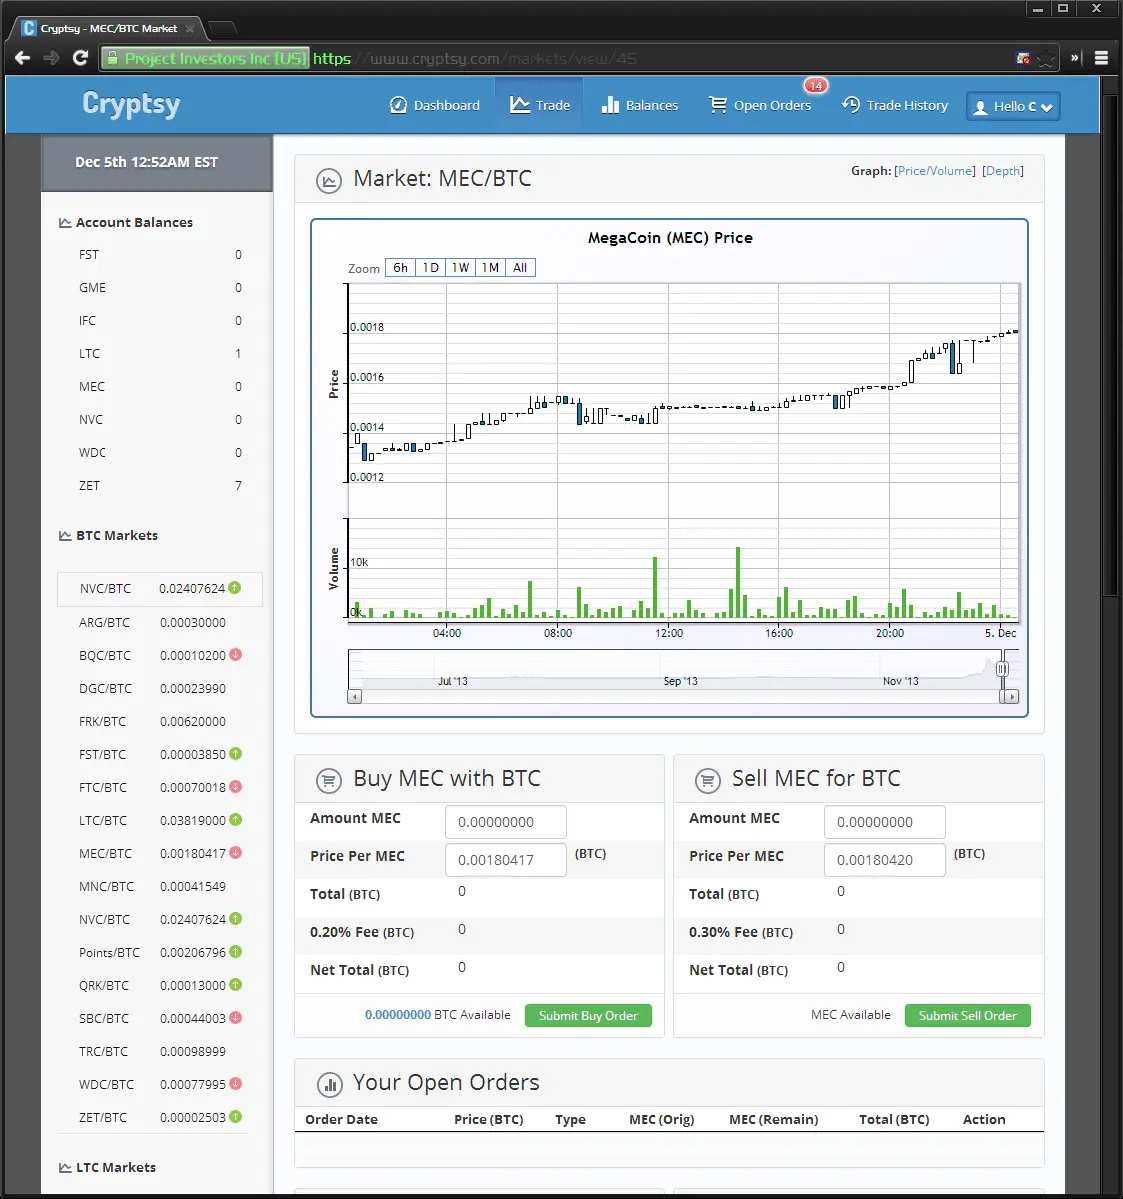 Cryptsy - MEC/BTC Market
Project Investors Inc [US] https://www.cryptsy.com/markets/view/45
Cryptsy
Dashboard
Trade
Balances
Open Orders
14
Trade History
Hello C
Dec 5th 12:52AM EST
Account Balances
FST 0
GME 0
IFC 0
LTC 1
MEC 0
NVC 0
WDC 0
ZET 7
BTC Markets
NVC/BTC 0.02407624
ARG/BTC 0.00030000
BQC/BTC 0.00010200
DGC/BTC 0.00023990
FRK/BTC 0.00620000
FST/BTC 0.00003850
FTC/BTC 0.00070018
LTC/BTC 0.03819000
MEC/BTC 0.00180417
MNC/BTC 0.00041549
NVC/BTC 0.02407624
Points/BTC 0.00206796
QRK/BTC 0.00013000
SBC/BTC 0.00044003
TRC/BTC 0.00098999
WDC/BTC 0.00077995
ZET/BTC 0.00002503
LTC Markets
Market: MEC/BTC
Graph: [Price/Volume] [Depth]
MegaCoin (MEC) Price
Zoom 6h 1D 1W 1M All
Price
0.0018
0.0016
0.0014
0.0012
Volume
10k
0k
04:00 08:00 12:00 16:00 20:00 5. Dec
Jul '13 Sep '13 Nov '13
Buy MEC with BTC
Amount MEC 0.00000000
Price Per MEC 0.00180417 (BTC)
Total (BTC) 0
0.20% Fee (BTC) 0
Net Total (BTC) 0
0.00000000 BTC Available Submit Buy Order
Sell MEC for BTC
Amount MEC 0.00000000
Price Per MEC 0.00180420 (BTC)
Total (BTC) 0
0.30% Fee (BTC) 0
Net Total (BTC) 0
MEC Available Submit Sell Order
Your Open Orders
Order Date Price (BTC) Type MEC (Orig) MEC (Remain) Total (BTC) Action